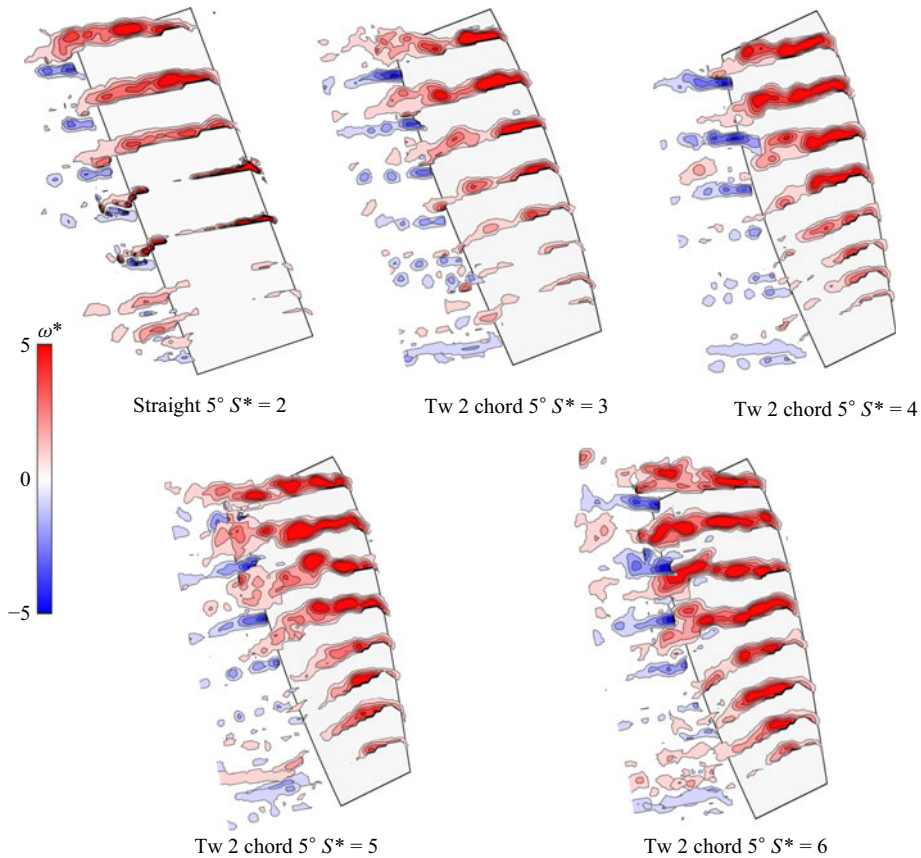 ω*
5
0
−5
Straight 5° S* = 2
Tw 2 chord 5° S* = 3
Tw 2 chord 5° S* = 4
Tw 2 chord 5° S* = 5
Tw 2 chord 5° S* = 6